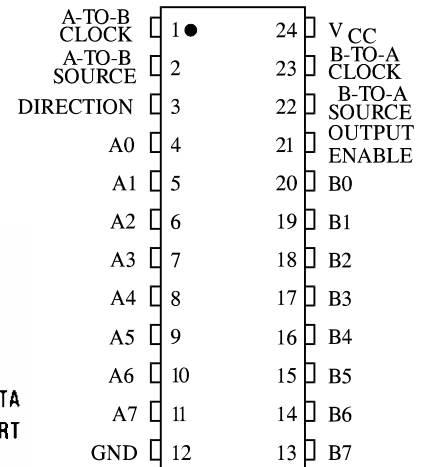 A-TO-B
CLOCK 1 24 V CC
A-TO-B
SOURCE 2 23 B-TO-A
CLOCK
DIRECTION 3 22 B-TO-A
SOURCE
A0 4 21 OUTPUT
ENABLE
A1 5 20 B0
A2 6 19 B1
A3 7 18 B2
A4 8 17 B3
A5 9 16 B4
A6 10 15 B5
A7 11 14 B6
GND 12 13 B7
TA
RT